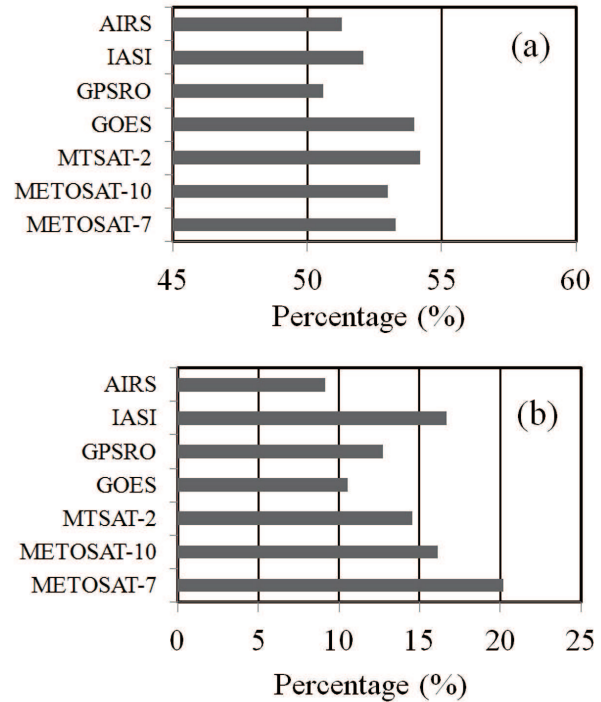 AIRS
(a)
IASI
GPSRO
GOES
MTSAT-2
METOSAT-10
METOSAT-7
45 50 55 60
Percentage (%)
AIRS
(b)
IASI
GPSRO
GOES
MTSAT-2
METOSAT-10
METOSAT-7
0 5 10 15 20 25
Percentage (%)